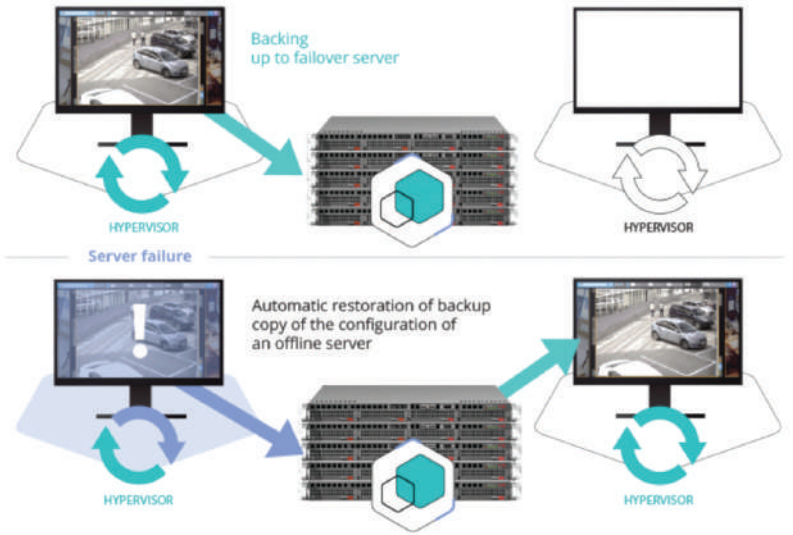 Backing
up to failover server
HYPERVISOR
HYPERVISOR
Server failure
Automatic restoration of backup
copy of the configuration of
an offline server
!
HYPERVISOR
HYPERVISOR